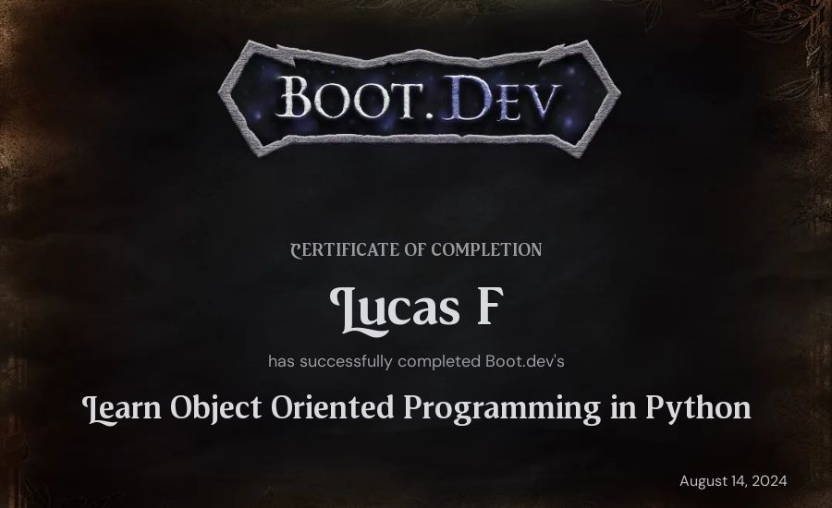 BOOT.DEV
CERTIFICATE OF COMPLETION
Lucas F
has successfully completed Boot.dev's
Learn Object Oriented Programming in Python
August 14, 2024